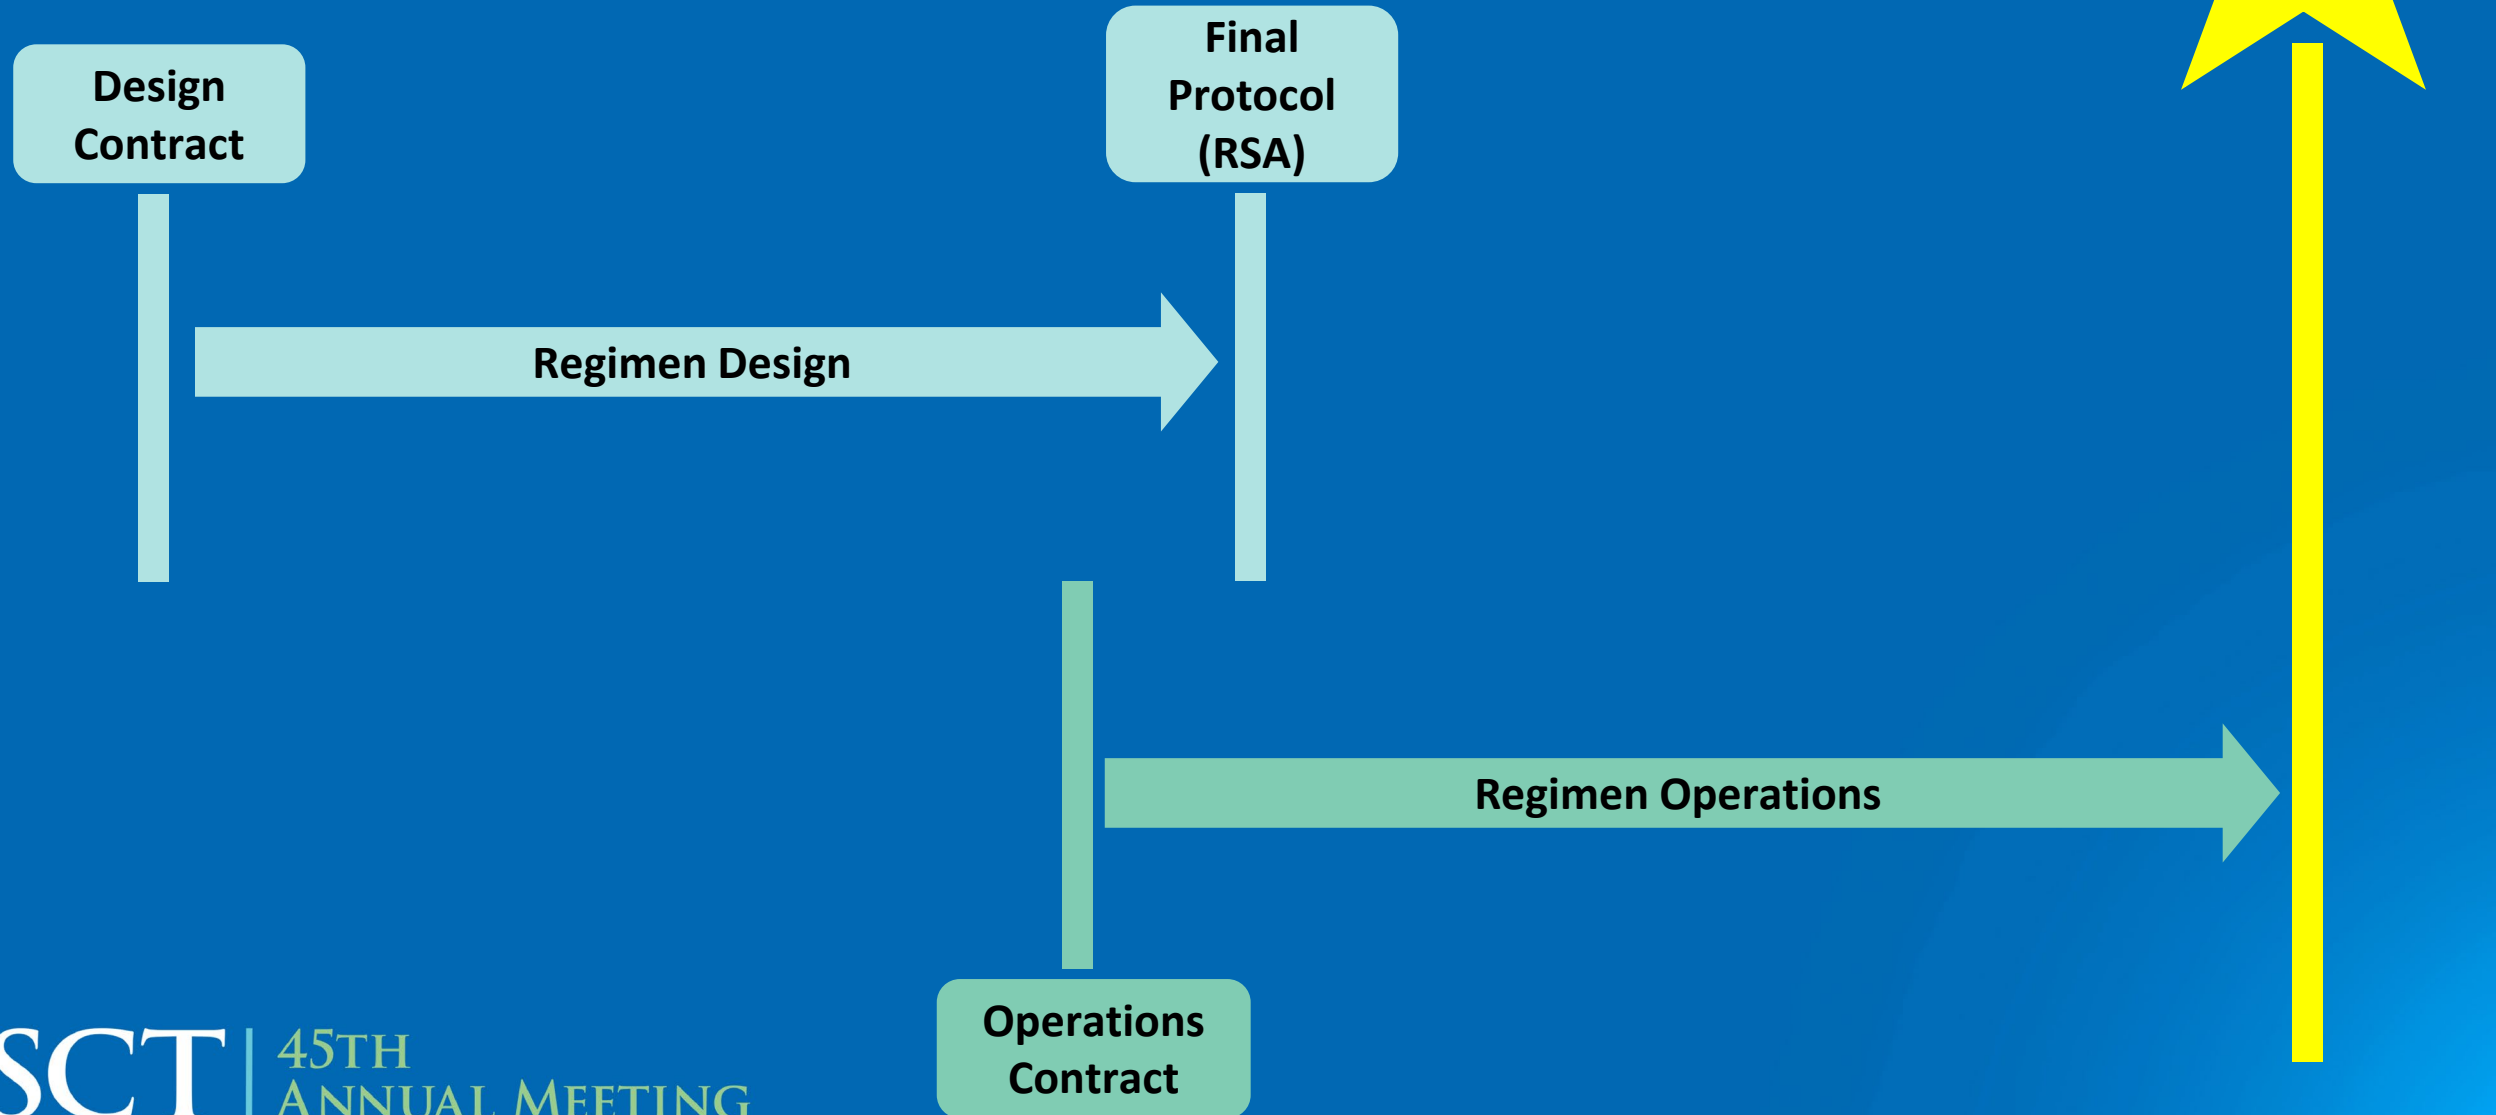 Final
Protocol
(RSA)
Design
Contract
Regimen Design
Regimen Operations
Operations
Contract
SCT
45TH
ANNUAL MEETING